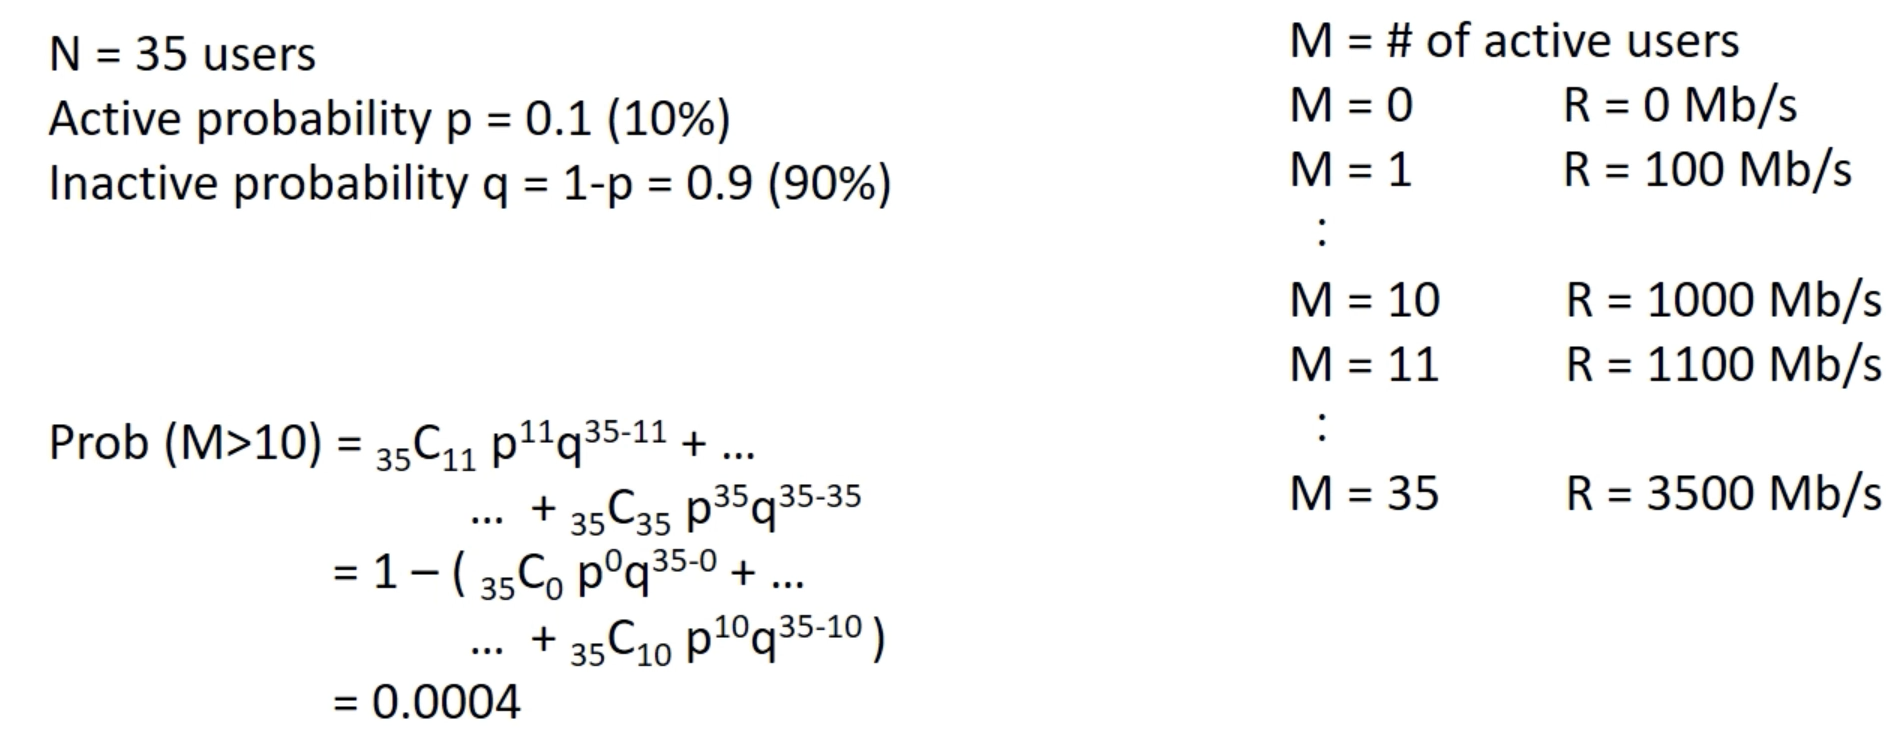 N = 35 users
Active probability p = 0.1 (10%)
Inactive probability q = 1-p = 0.9 (90%)
Prob (M>10) = ₃₅C₁₁ p¹¹q³⁵⁻¹¹ + ...
... + ₃₅C₃₅ p³⁵q³⁵⁻³⁵
= 1 – ( ₃₅C₀ p⁰q³⁵⁻⁰ + ...
... + ₃₅C₁₀ p¹⁰q³⁵⁻¹⁰ )
= 0.0004
M = # of active users
M = 0 R = 0 Mb/s
M = 1 R = 100 Mb/s
:
M = 10 R = 1000 Mb/s
M = 11 R = 1100 Mb/s
:
M = 35 R = 3500 Mb/s